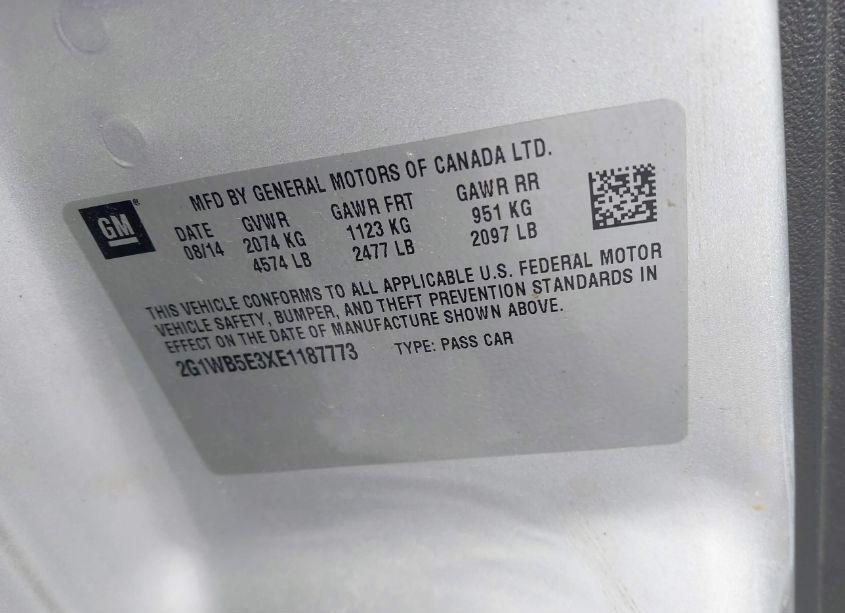 GM
MFD BY GENERAL MOTORS OF CANADA LTD.
DATE GVWR GAWR FRT GAWR RR
08/14 2074 KG 1123 KG 951 KG
4574 LB 2477 LB 2097 LB
THIS VEHICLE CONFORMS TO ALL APPLICABLE U.S. FEDERAL MOTOR
VEHICLE SAFETY, BUMPER, AND THEFT PREVENTION STANDARDS IN
EFFECT ON THE DATE OF MANUFACTURE SHOWN ABOVE.
2G1WB5E3XE1187773 TYPE: PASS CAR